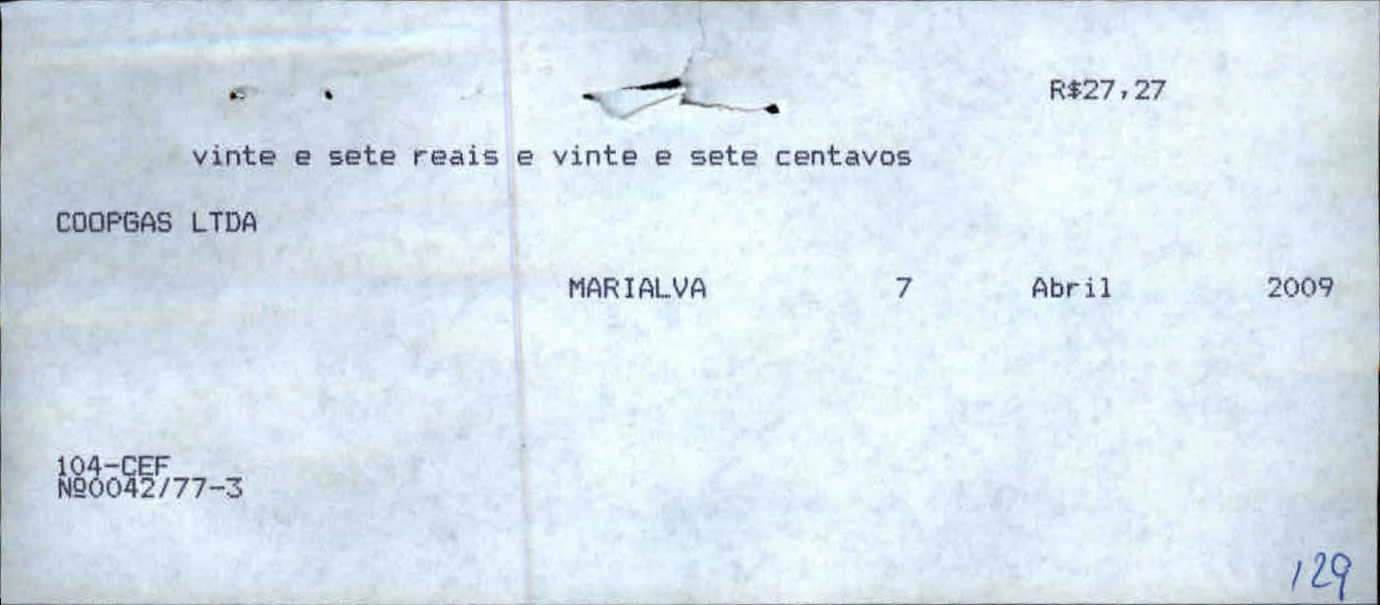 R$27,27
vinte e sete reais e vinte e sete centavos
COOPGAS LTDA
MARIALVA 7 Abril 2009
104-CEF
Nº0042/77-3
129